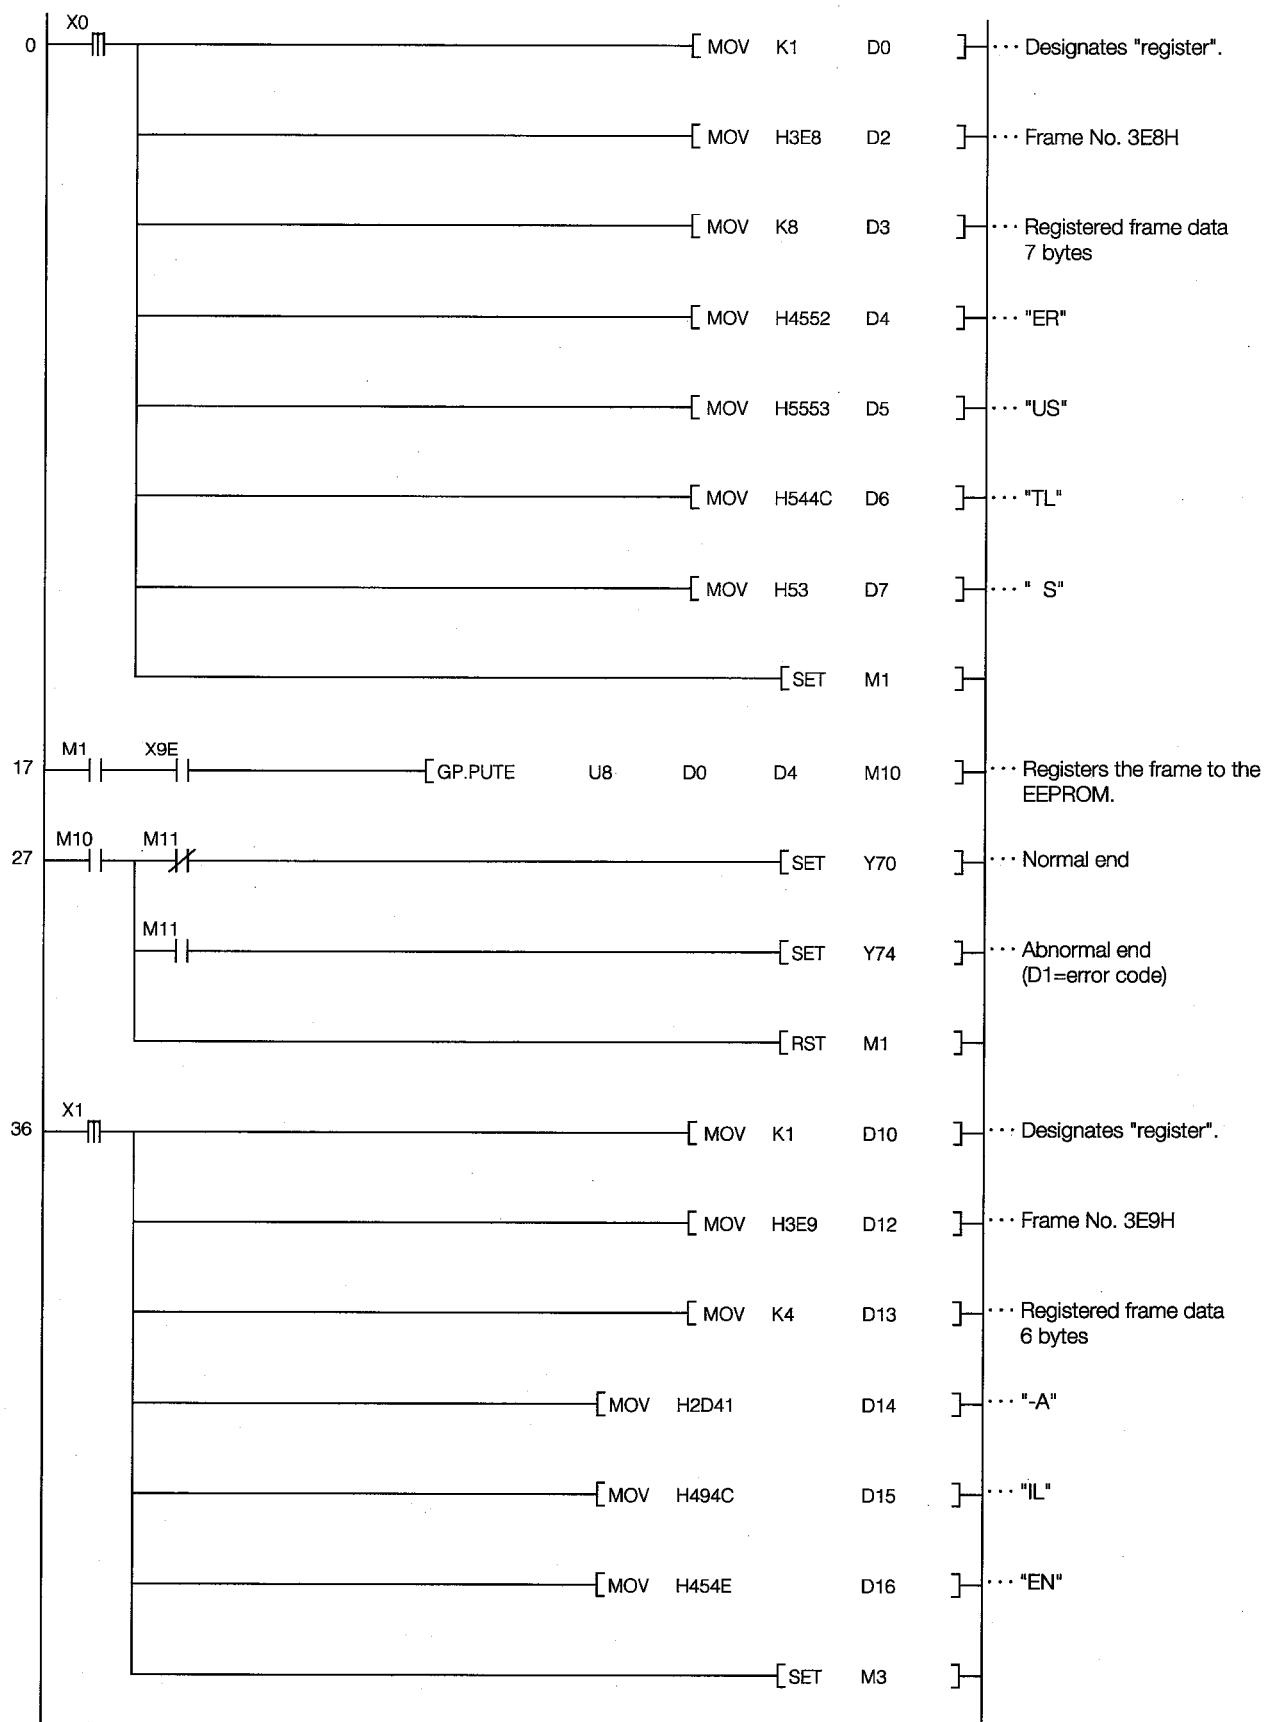 X0
0 [ MOV K1 D0 ] ··· Designates "register".
[ MOV H3E8 D2 ] ··· Frame No. 3E8H
[ MOV K8 D3 ] ··· Registered frame data
7 bytes
[ MOV H4552 D4 ] ··· "ER"
[ MOV H5553 D5 ] ··· "US"
[ MOV H544C D6 ] ··· "TL"
[ MOV H53 D7 ] ··· " S"
[ SET M1 ]
M1 X9E
17 [ GP.PUTE U8 D0 D4 M10 ] ··· Registers the frame to the
EEPROM.
M10 M11
27 [ SET Y70 ] ··· Normal end
M11
[ SET Y74 ] ··· Abnormal end
(D1=error code)
[ RST M1 ]
X1
36 [ MOV K1 D10 ] ··· Designates "register".
[ MOV H3E9 D12 ] ··· Frame No. 3E9H
[ MOV K4 D13 ] ··· Registered frame data
6 bytes
[ MOV H2D41 D14 ] ··· "-A"
[ MOV H494C D15 ] ··· "IL"
[ MOV H454E D16 ] ··· "EN"
[ SET M3 ]